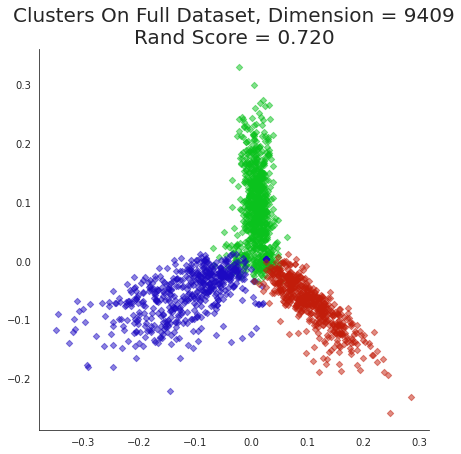 Clusters On Full Dataset, Dimension = 9409
Rand Score = 0.720
0.3
0.2
0.1
0.0
−0.1
−0.2
−0.3 −0.2 −0.1 0.0 0.1 0.2 0.3